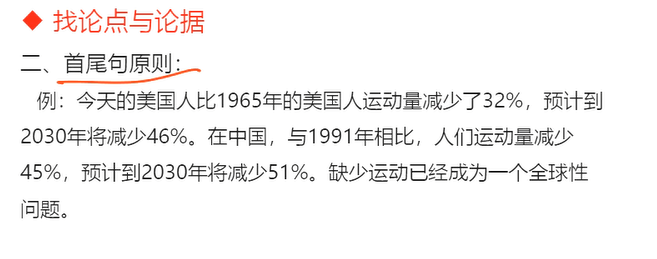 ◆ 找论点与论据
二、首尾句原则：
例：今天的美国人比1965年的美国人运动量减少了32%，预计到
2030年将减少46%。在中国，与1991年相比，人们运动量减少
45%，预计到2030年将减少51%。缺少运动已经成为一个全球性
问题。